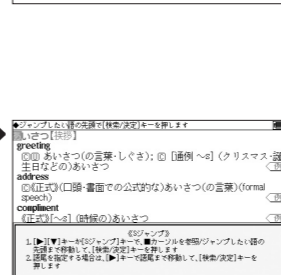 ◆ジャンプしたい語の先頭で[検索/決定]キーを押します
いさつ【挨拶】
greeting
Ⓒ Ⓤ あいさつ(の言葉・しぐさ); Ⓒ [通例 ~s] (クリスマス・誕
生日などの)あいさつ
address
Ⓒ《正式》(口頭・書面での公式的な)あいさつ(の言葉)(formal
speech)
compliment
《正式》[~s] (時候の)あいさつ
《Sジャンプ》
1.[▶][▼]キーか[Sジャンプ]キーで、■カーソルを参照/ジャンプしたい語の
先頭まで移動して、[検索/決定]キーを押します
2.語尾を指定する場合は、[▶]キーで語尾まで移動して、[検索/決定]キーを
押します